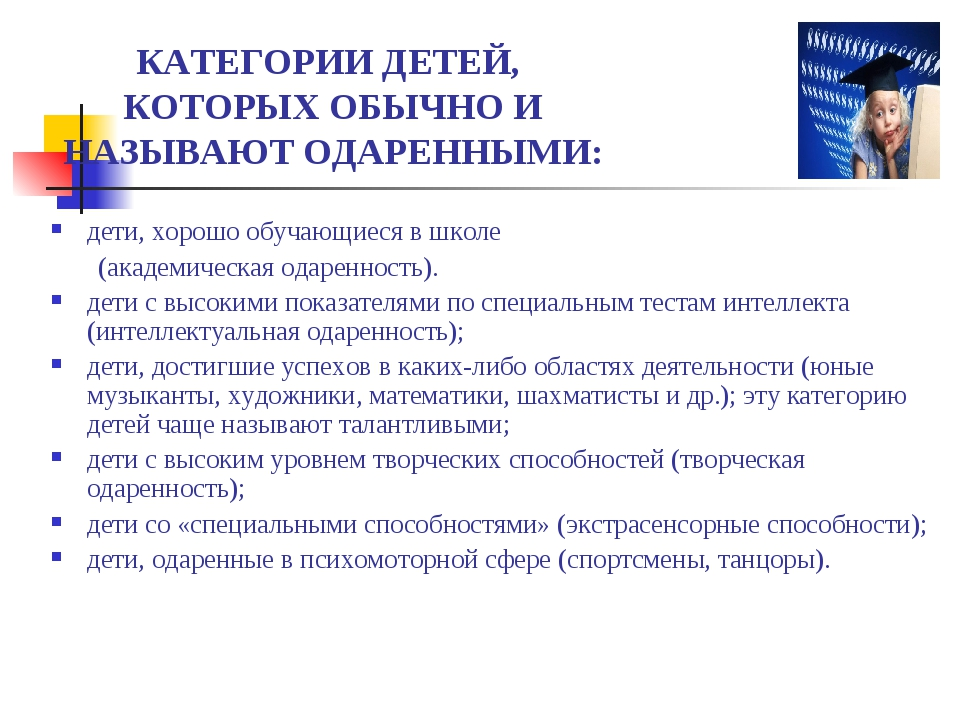 КАТЕГОРИИ ДЕТЕЙ,
КОТОРЫХ ОБЫЧНО И
НАЗЫВАЮТ ОДАРЕННЫМИ:
дети, хорошо обучающиеся в школе
(академическая одаренность).
дети с высокими показателями по специальным тестам интеллекта
(интеллектуальная одаренность);
дети, достигшие успехов в каких-либо областях деятельности (юные
музыканты, художники, математики, шахматисты и др.); эту категорию
детей чаще называют талантливыми;
дети с высоким уровнем творческих способностей (творческая
одаренность);
дети со «специальными способностями» (экстрасенсорные способности);
дети, одаренные в психомоторной сфере (спортсмены, танцоры).